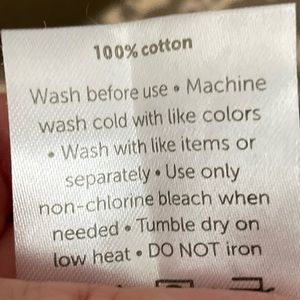 100% cotton
Wash before use • Machine
wash cold with like colors
• Wash with like items or
separately • Use only
non-chlorine bleach when
needed • Tumble dry on
low heat • DO NOT iron